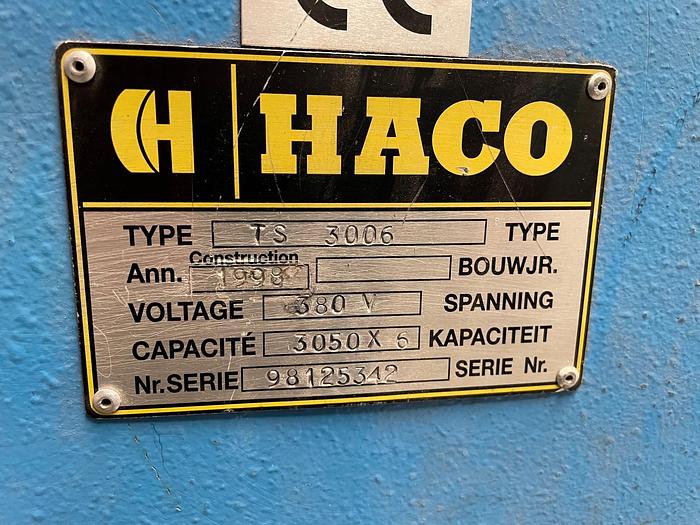 CE
H HACO
TYPE TS 3006 TYPE
Construction
Ann. 1998 BOUWJR.
VOLTAGE 380 V SPANNING
CAPACITÉ 3050 X 6 KAPACITEIT
Nr. SERIE 98125342 SERIE Nr.